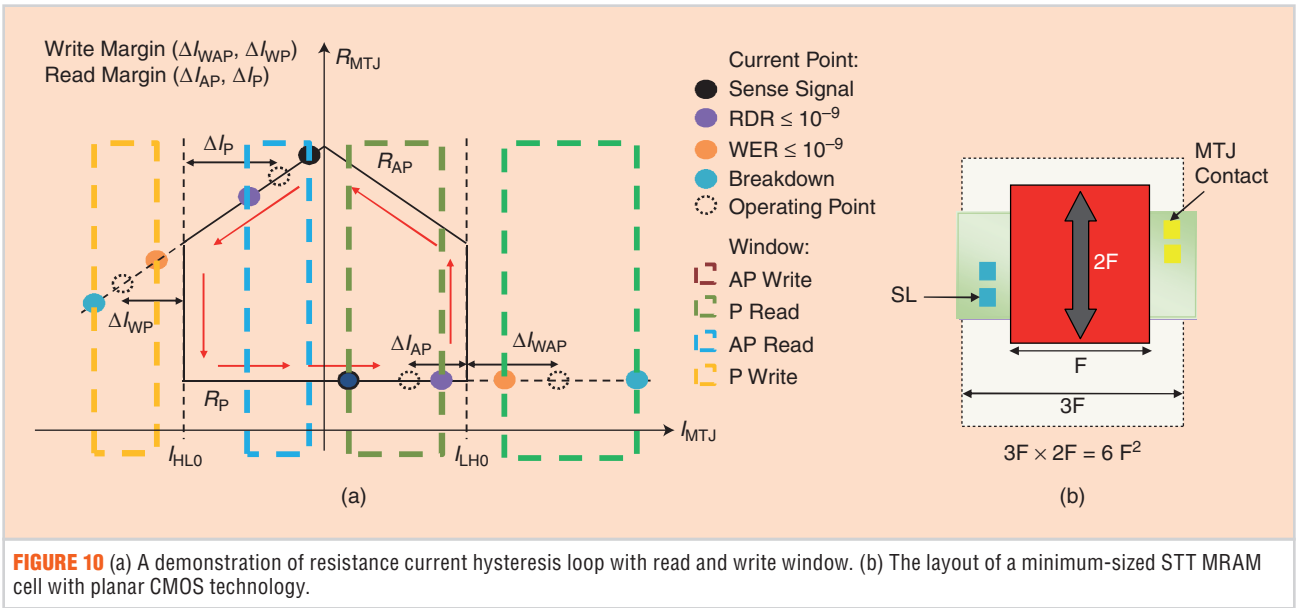 Write Margin (ΔI_WAP, ΔI_WP)
Read Margin (ΔI_AP, ΔI_P)
R_MTJ
ΔI_P
R_AP
ΔI_WP
ΔI_AP
ΔI_WAP
R_P
I_MTJ
I_HL0
I_LH0
(a)
Current Point:
Sense Signal
RDR ≤ 10⁻⁹
WER ≤ 10⁻⁹
Breakdown
Operating Point
Window:
AP Write
P Read
AP Read
P Write
MTJ
Contact
2F
SL
F
3F
3F × 2F = 6 F²
(b)
FIGURE 10 (a) A demonstration of resistance current hysteresis loop with read and write window. (b) The layout of a minimum-sized STT MRAM
cell with planar CMOS technology.